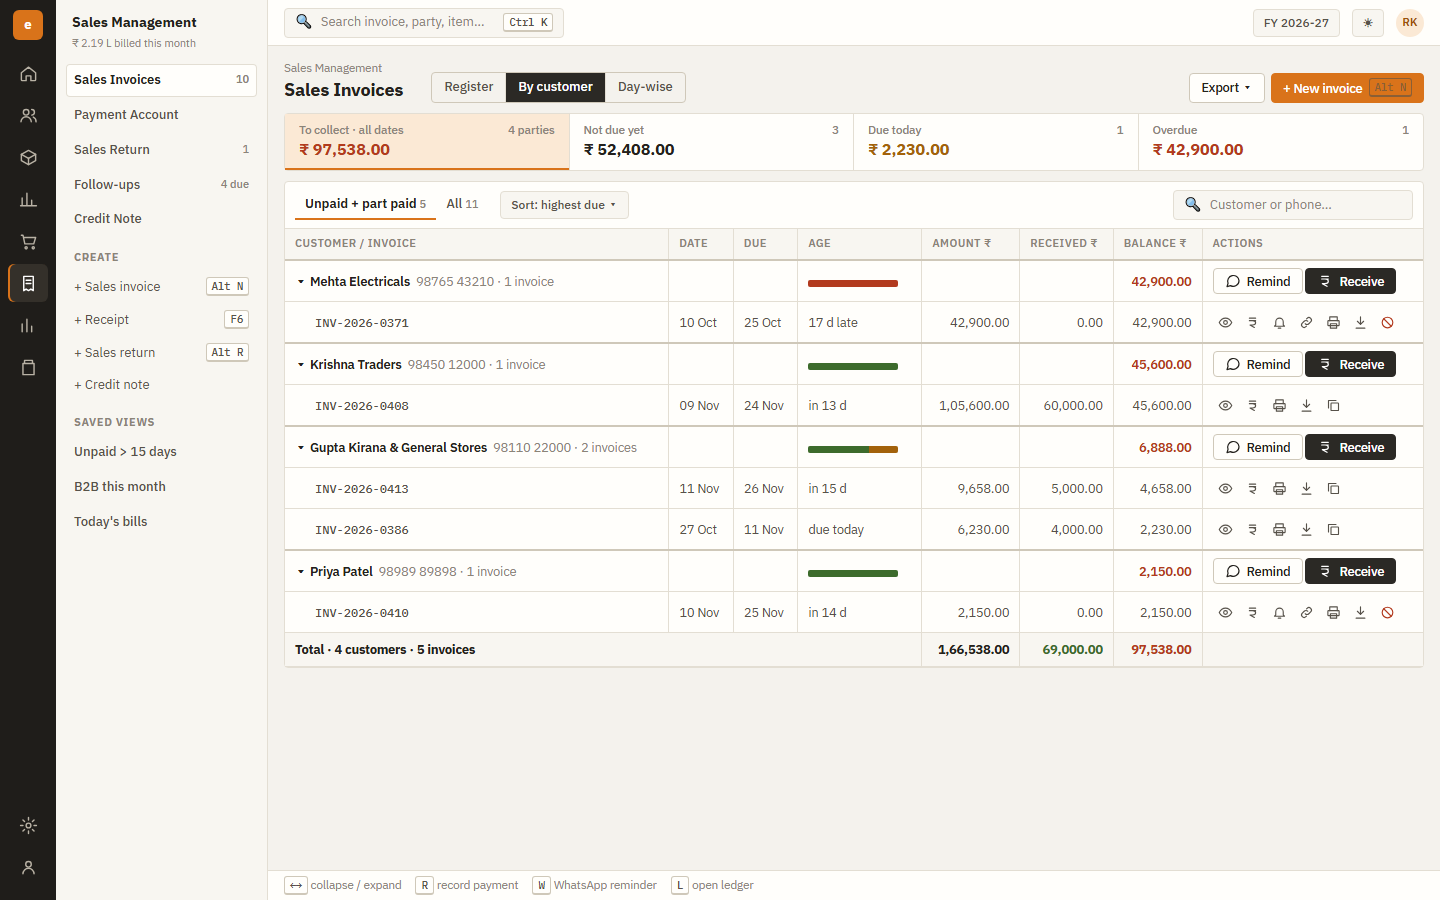 e
Sales Management
₹ 2.19 L billed this month
Sales Invoices 10
Payment Account
Sales Return 1
Follow-ups 4 due
Credit Note
CREATE
+ Sales invoice Alt N
+ Receipt F6
+ Sales return Alt R
+ Credit note
SAVED VIEWS
Unpaid > 15 days
B2B this month
Today's bills
Search invoice, party, item... Ctrl K
FY 2026-27
RK
Sales Management
Sales Invoices
Register By customer Day-wise
Export
+ New invoice Alt N
To collect · all dates 4 parties
₹ 97,538.00
Not due yet 3
₹ 52,408.00
Due today 1
₹ 2,230.00
Overdue 1
₹ 42,900.00
Unpaid + part paid 5 All 11 Sort: highest due
Customer or phone...
CUSTOMER / INVOICE DATE DUE AGE AMOUNT ₹ RECEIVED ₹ BALANCE ₹ ACTIONS
Mehta Electricals 98765 43210 · 1 invoice 42,900.00 Remind Receive
INV-2026-0371 10 Oct 25 Oct 17 d late 42,900.00 0.00 42,900.00
Krishna Traders 98450 12000 · 1 invoice 45,600.00 Remind Receive
INV-2026-0408 09 Nov 24 Nov in 13 d 1,05,600.00 60,000.00 45,600.00
Gupta Kirana & General Stores 98110 22000 · 2 invoices 6,888.00 Remind Receive
INV-2026-0413 11 Nov 26 Nov in 15 d 9,658.00 5,000.00 4,658.00
INV-2026-0386 27 Oct 11 Nov due today 6,230.00 4,000.00 2,230.00
Priya Patel 98989 89898 · 1 invoice 2,150.00 Remind Receive
INV-2026-0410 10 Nov 25 Nov in 14 d 2,150.00 0.00 2,150.00
Total · 4 customers · 5 invoices 1,66,538.00 69,000.00 97,538.00
↔ collapse / expand R record payment W WhatsApp reminder L open ledger